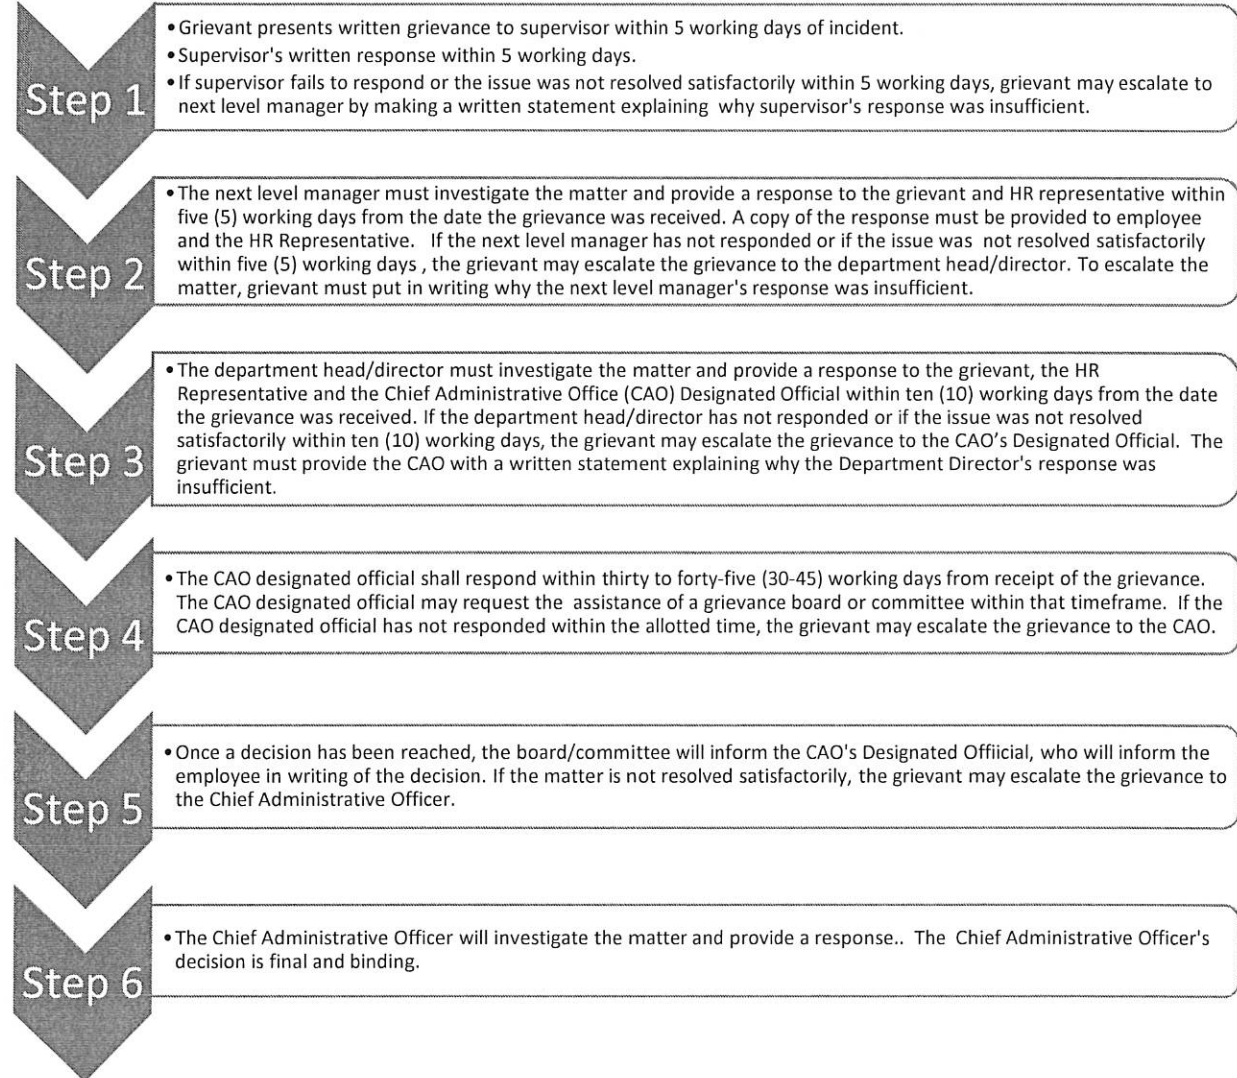 Step 1
•Grievant presents written grievance to supervisor within 5 working days of incident.
•Supervisor's written response within 5 working days.
•If supervisor fails to respond or the issue was not resolved satisfactorily within 5 working days, grievant may escalate to
next level manager by making a written statement explaining why supervisor's response was insufficient.
Step 2
•The next level manager must investigate the matter and provide a response to the grievant and HR representative within
five (5) working days from the date the grievance was received. A copy of the response must be provided to employee
and the HR Representative. If the next level manager has not responded or if the issue was not resolved satisfactorily
within five (5) working days , the grievant may escalate the grievance to the department head/director. To escalate the
matter, grievant must put in writing why the next level manager's response was insufficient.
Step 3
•The department head/director must investigate the matter and provide a response to the grievant, the HR
Representative and the Chief Administrative Office (CAO) Designated Official within ten (10) working days from the date
the grievance was received. If the department head/director has not responded or if the issue was not resolved
satisfactorily within ten (10) working days, the grievant may escalate the grievance to the CAO's Designated Official. The
grievant must provide the CAO with a written statement explaining why the Department Director's response was
insufficient.
Step 4
•The CAO designated official shall respond within thirty to forty-five (30-45) working days from receipt of the grievance.
The CAO designated official may request the assistance of a grievance board or committee within that timeframe. If the
CAO designated official has not responded within the allotted time, the grievant may escalate the grievance to the CAO.
Step 5
•Once a decision has been reached, the board/committee will inform the CAO's Designated Offiicial, who will inform the
employee in writing of the decision. If the matter is not resolved satisfactorily, the grievant may escalate the grievance to
the Chief Administrative Officer.
Step 6
•The Chief Administrative Officer will investigate the matter and provide a response.. The Chief Administrative Officer's
decision is final and binding.